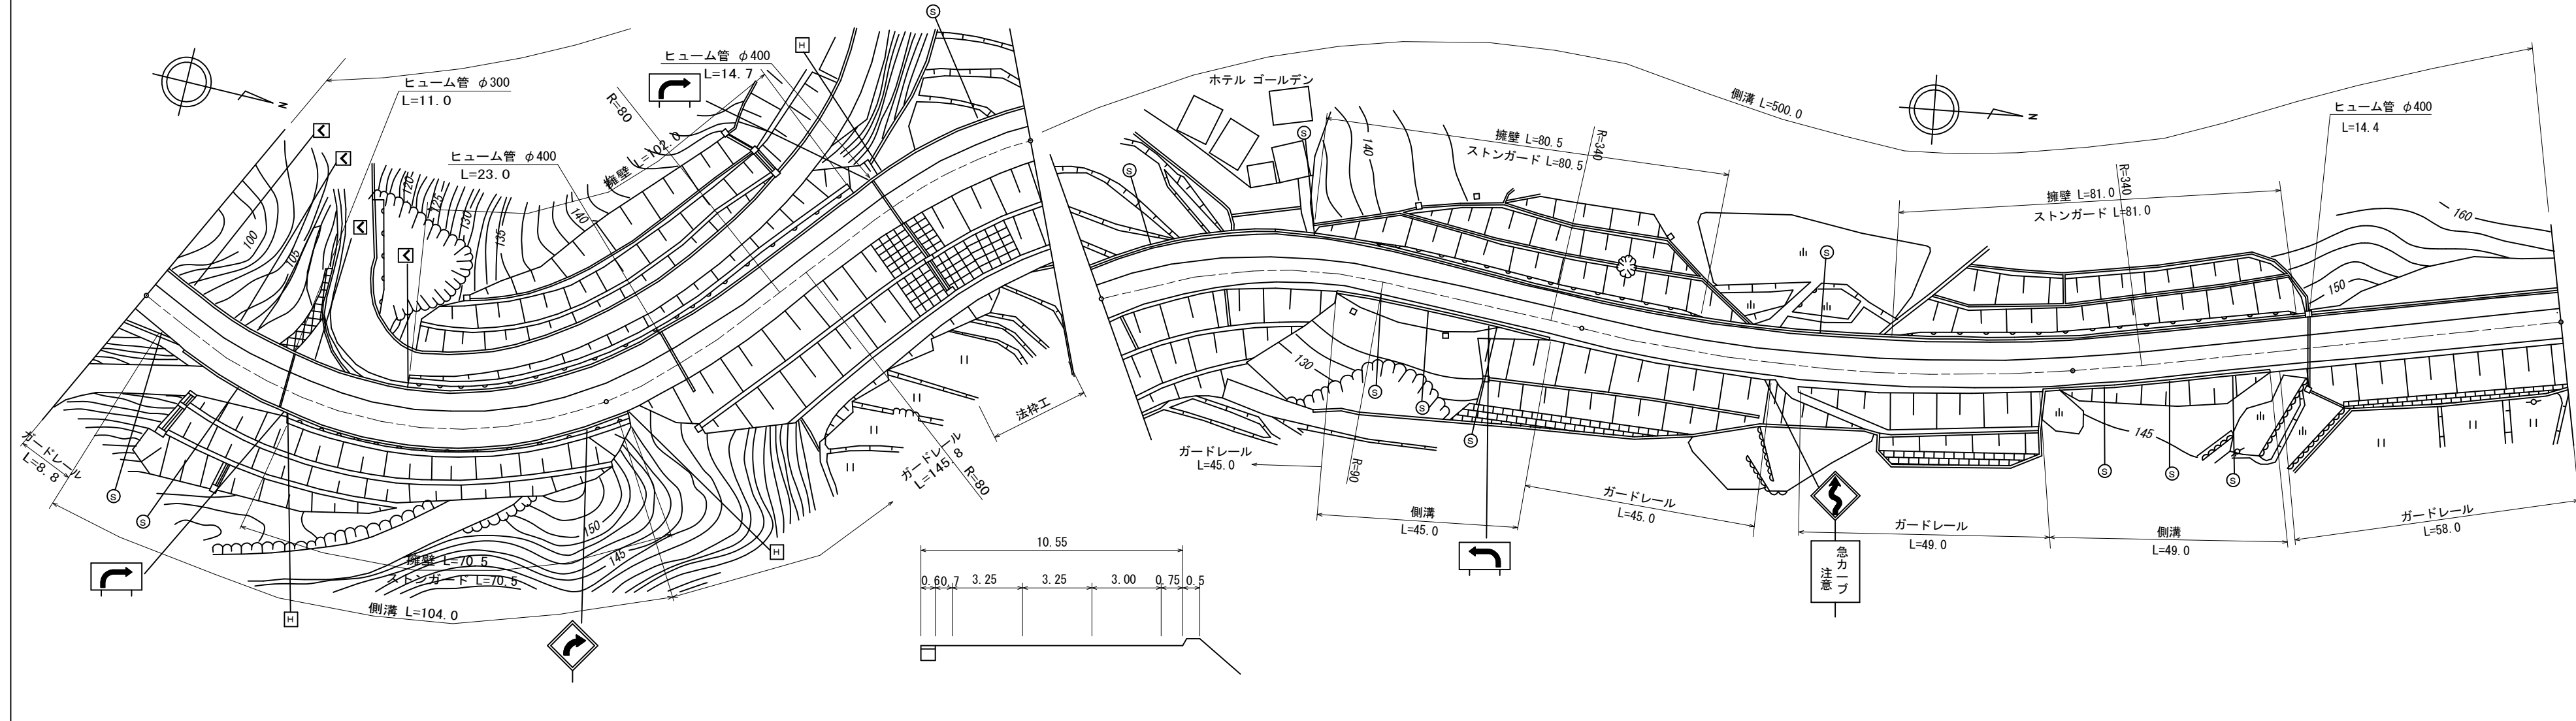 N
ヒューム管 φ300
L=11.0
ヒューム管 φ400
L=14.7
H
S
R=80
擁壁 L=102.0
ヒューム管 φ400
L=23.0
100
105
120
125
130
135
140
ガードレール
L=8.8
S
S
擁壁 L=70.5
ストンガード L=70.5
側溝 L=104.0
H
H
150
145
ガードレール
L=145.8
R=80
法枠工
10.55
0.6
0.7
3.25
3.25
3.00
0.75
0.5
ホテル ゴールデン
S
S
140
擁壁 L=80.5
ストンガード L=80.5
R=340
側溝 L=500.0
N
ヒューム管 φ400
L=14.4
擁壁 L=81.0
ストンガード L=81.0
R=340
S
160
150
130
S
S
S
ガードレール
L=45.0
R=90
側溝
L=45.0
ガードレール
L=45.0
急カーブ
注意
ガードレール
L=49.0
側溝
L=49.0
145
S
S
S
ガードレール
L=58.0